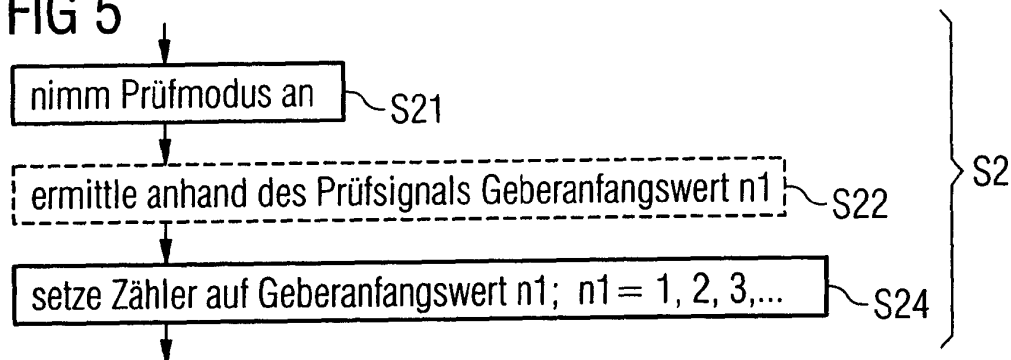 FIG 5
nimm Prüfmodus an
S21
ermittle anhand des Prüfsignals Geberanfangswert n1
S22
setze Zähler auf Geberanfangswert n1; n1 = 1, 2, 3,...
S24
S2